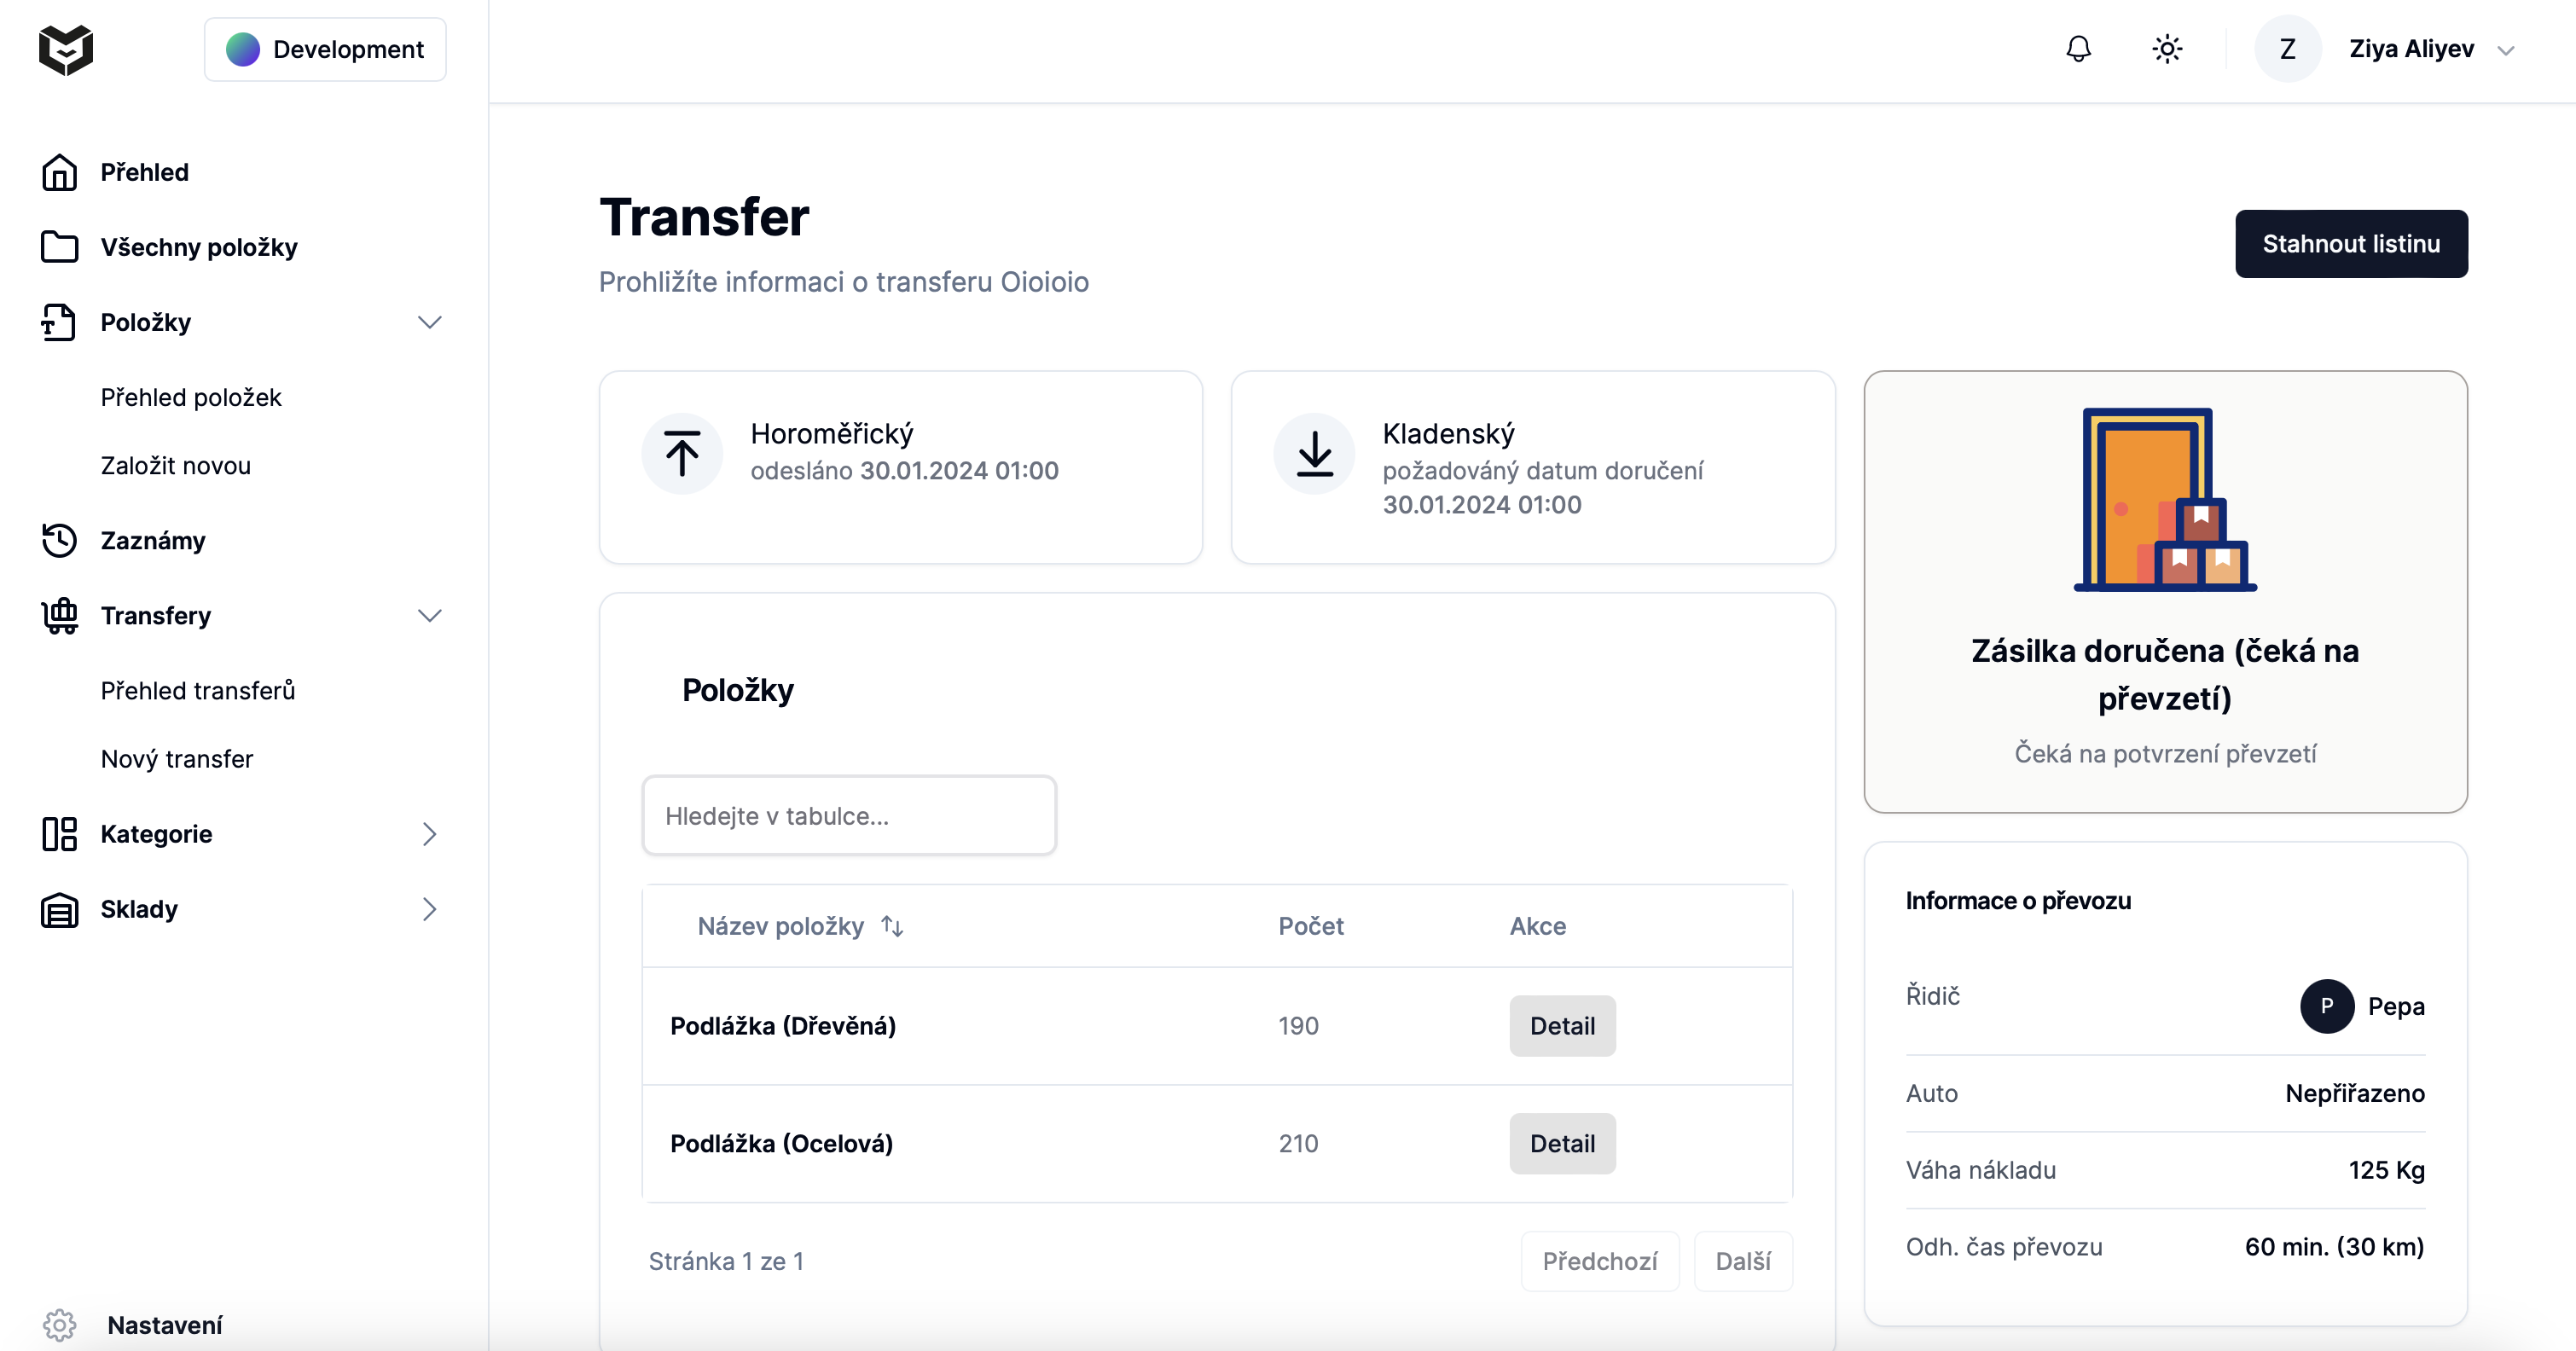 Development
Z
Ziya Aliyev
Přehled
Všechny položky
Položky
Přehled položek
Založit novou
Zaznámy
Transfery
Přehled transferů
Nový transfer
Kategorie
Sklady
Nastavení
Transfer
Prohližíte informaci o transferu Oioioio
Stahnout listinu
Horoměřický
odesláno 30.01.2024 01:00
Kladenský
požadováný datum doručení
30.01.2024 01:00
Položky
Hledejte v tabulce...
Název položky Počet Akce
Podlážka (Dřevěná) 190 Detail
Podlážka (Ocelová) 210 Detail
Stránka 1 ze 1
Předchozí Další
Zásilka doručena (čeká na
převzetí)
Čeká na potvrzení převzetí
Informace o převozu
Řidič P Pepa
Auto Nepřiřazeno
Váha nákladu 125 Kg
Odh. čas převozu 60 min. (30 km)